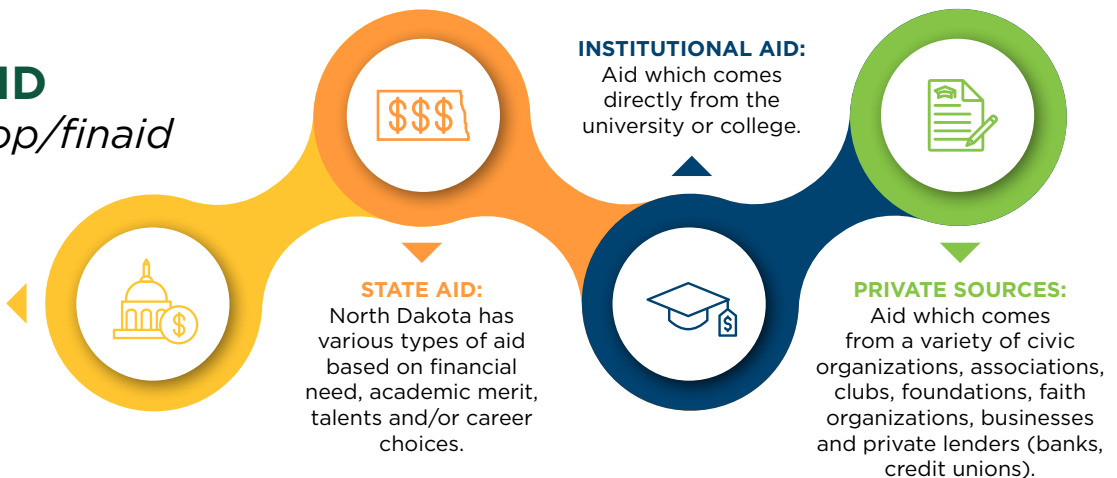 op/finaid
$$$
$
STATE AID:
North Dakota has
various types of aid
based on financial
need, academic merit,
talents and/or career
choices.
INSTITUTIONAL AID:
Aid which comes
directly from the
university or college.
$
PRIVATE SOURCES:
Aid which comes
from a variety of civic
organizations, associations,
clubs, foundations, faith
organizations, businesses
and private lenders (banks,
credit unions).